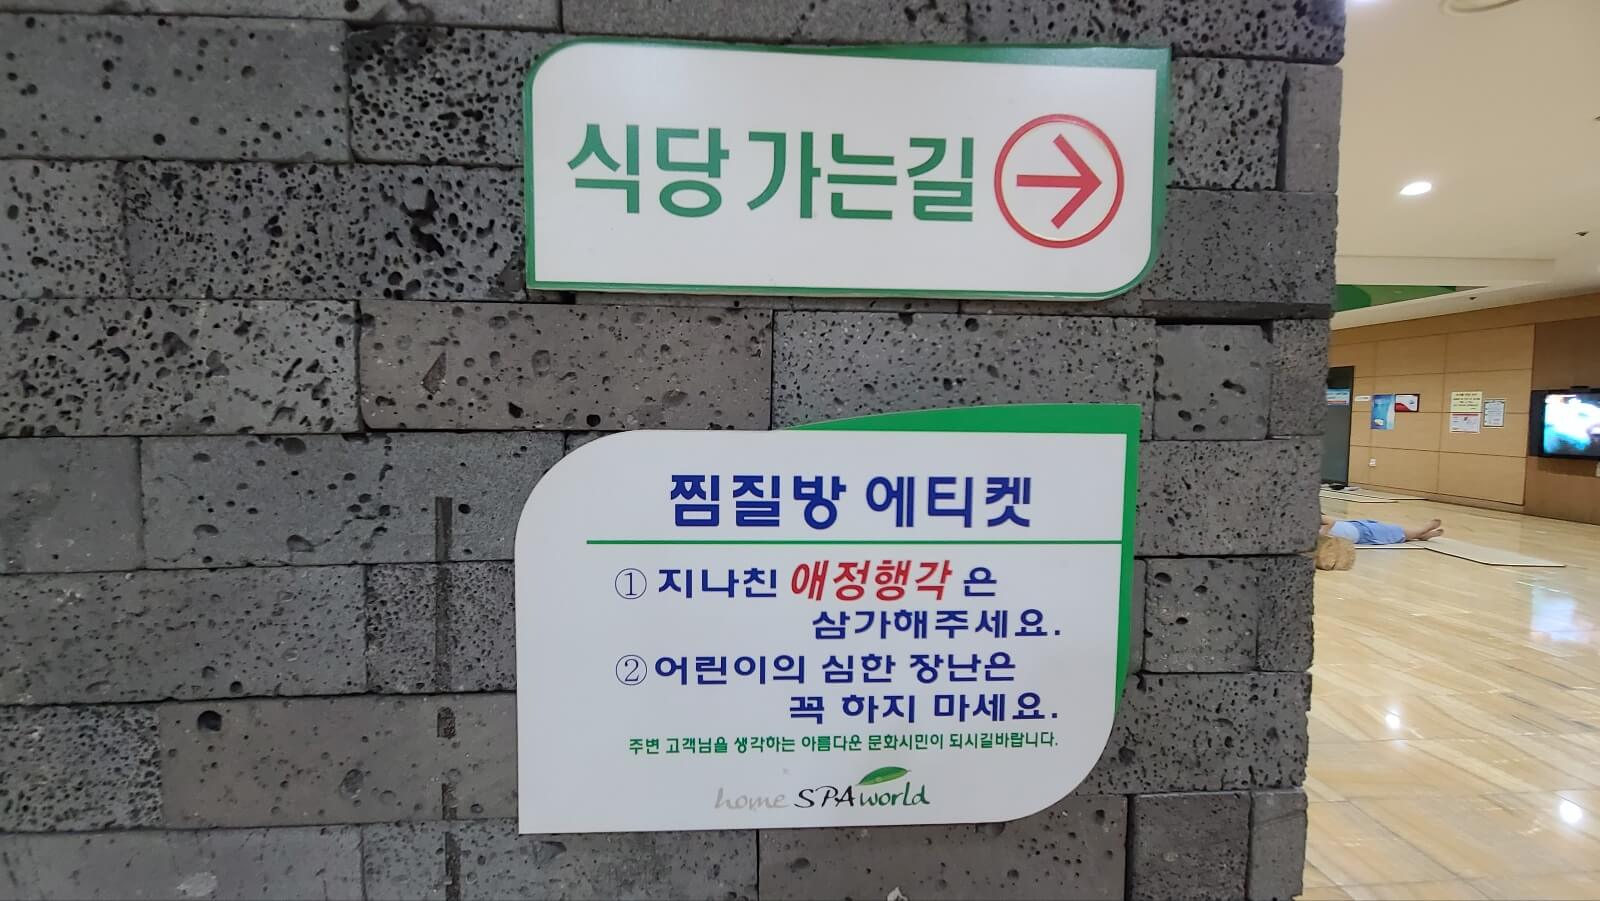 식당 가는길
찜질방 에티켓
① 지나친 애정행각 은
삼가해주세요.
② 어린이의 심한 장난은
꼭 하지 마세요.
주변 고객님을 생각하는 아름다운 문화시민이 되시길바랍니다.
home SPA world